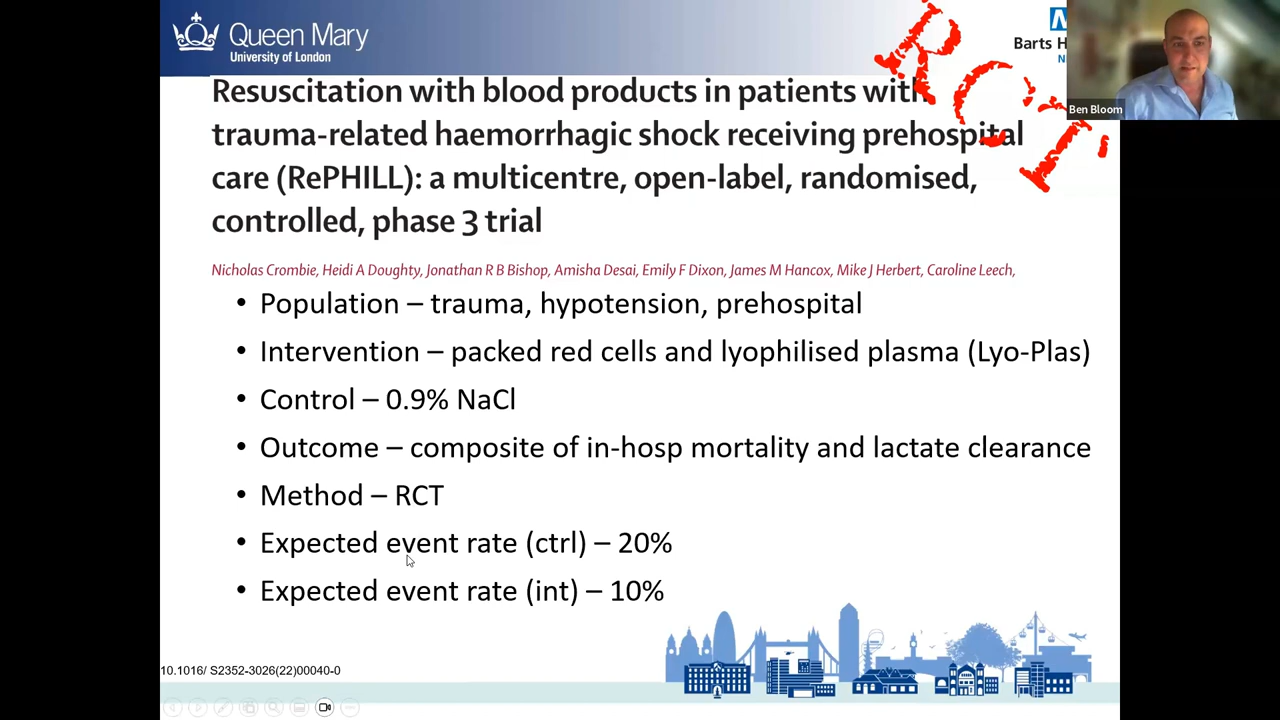 Queen Mary
University of London
Barts H
N
RCT
Ben Bloom
Resuscitation with blood products in patients with
trauma-related haemorrhagic shock receiving prehospital
care (RePHILL): a multicentre, open-label, randomised,
controlled, phase 3 trial
Nicholas Crombie, Heidi A Doughty, Jonathan R B Bishop, Amisha Desai, Emily F Dixon, James M Hancox, Mike J Herbert, Caroline Leech,
• Population – trauma, hypotension, prehospital
• Intervention – packed red cells and lyophilised plasma (Lyo-Plas)
• Control – 0.9% NaCl
• Outcome – composite of in-hosp mortality and lactate clearance
• Method – RCT
• Expected event rate (ctrl) – 20%
• Expected event rate (int) – 10%
10.1016/ S2352-3026(22)00040-0